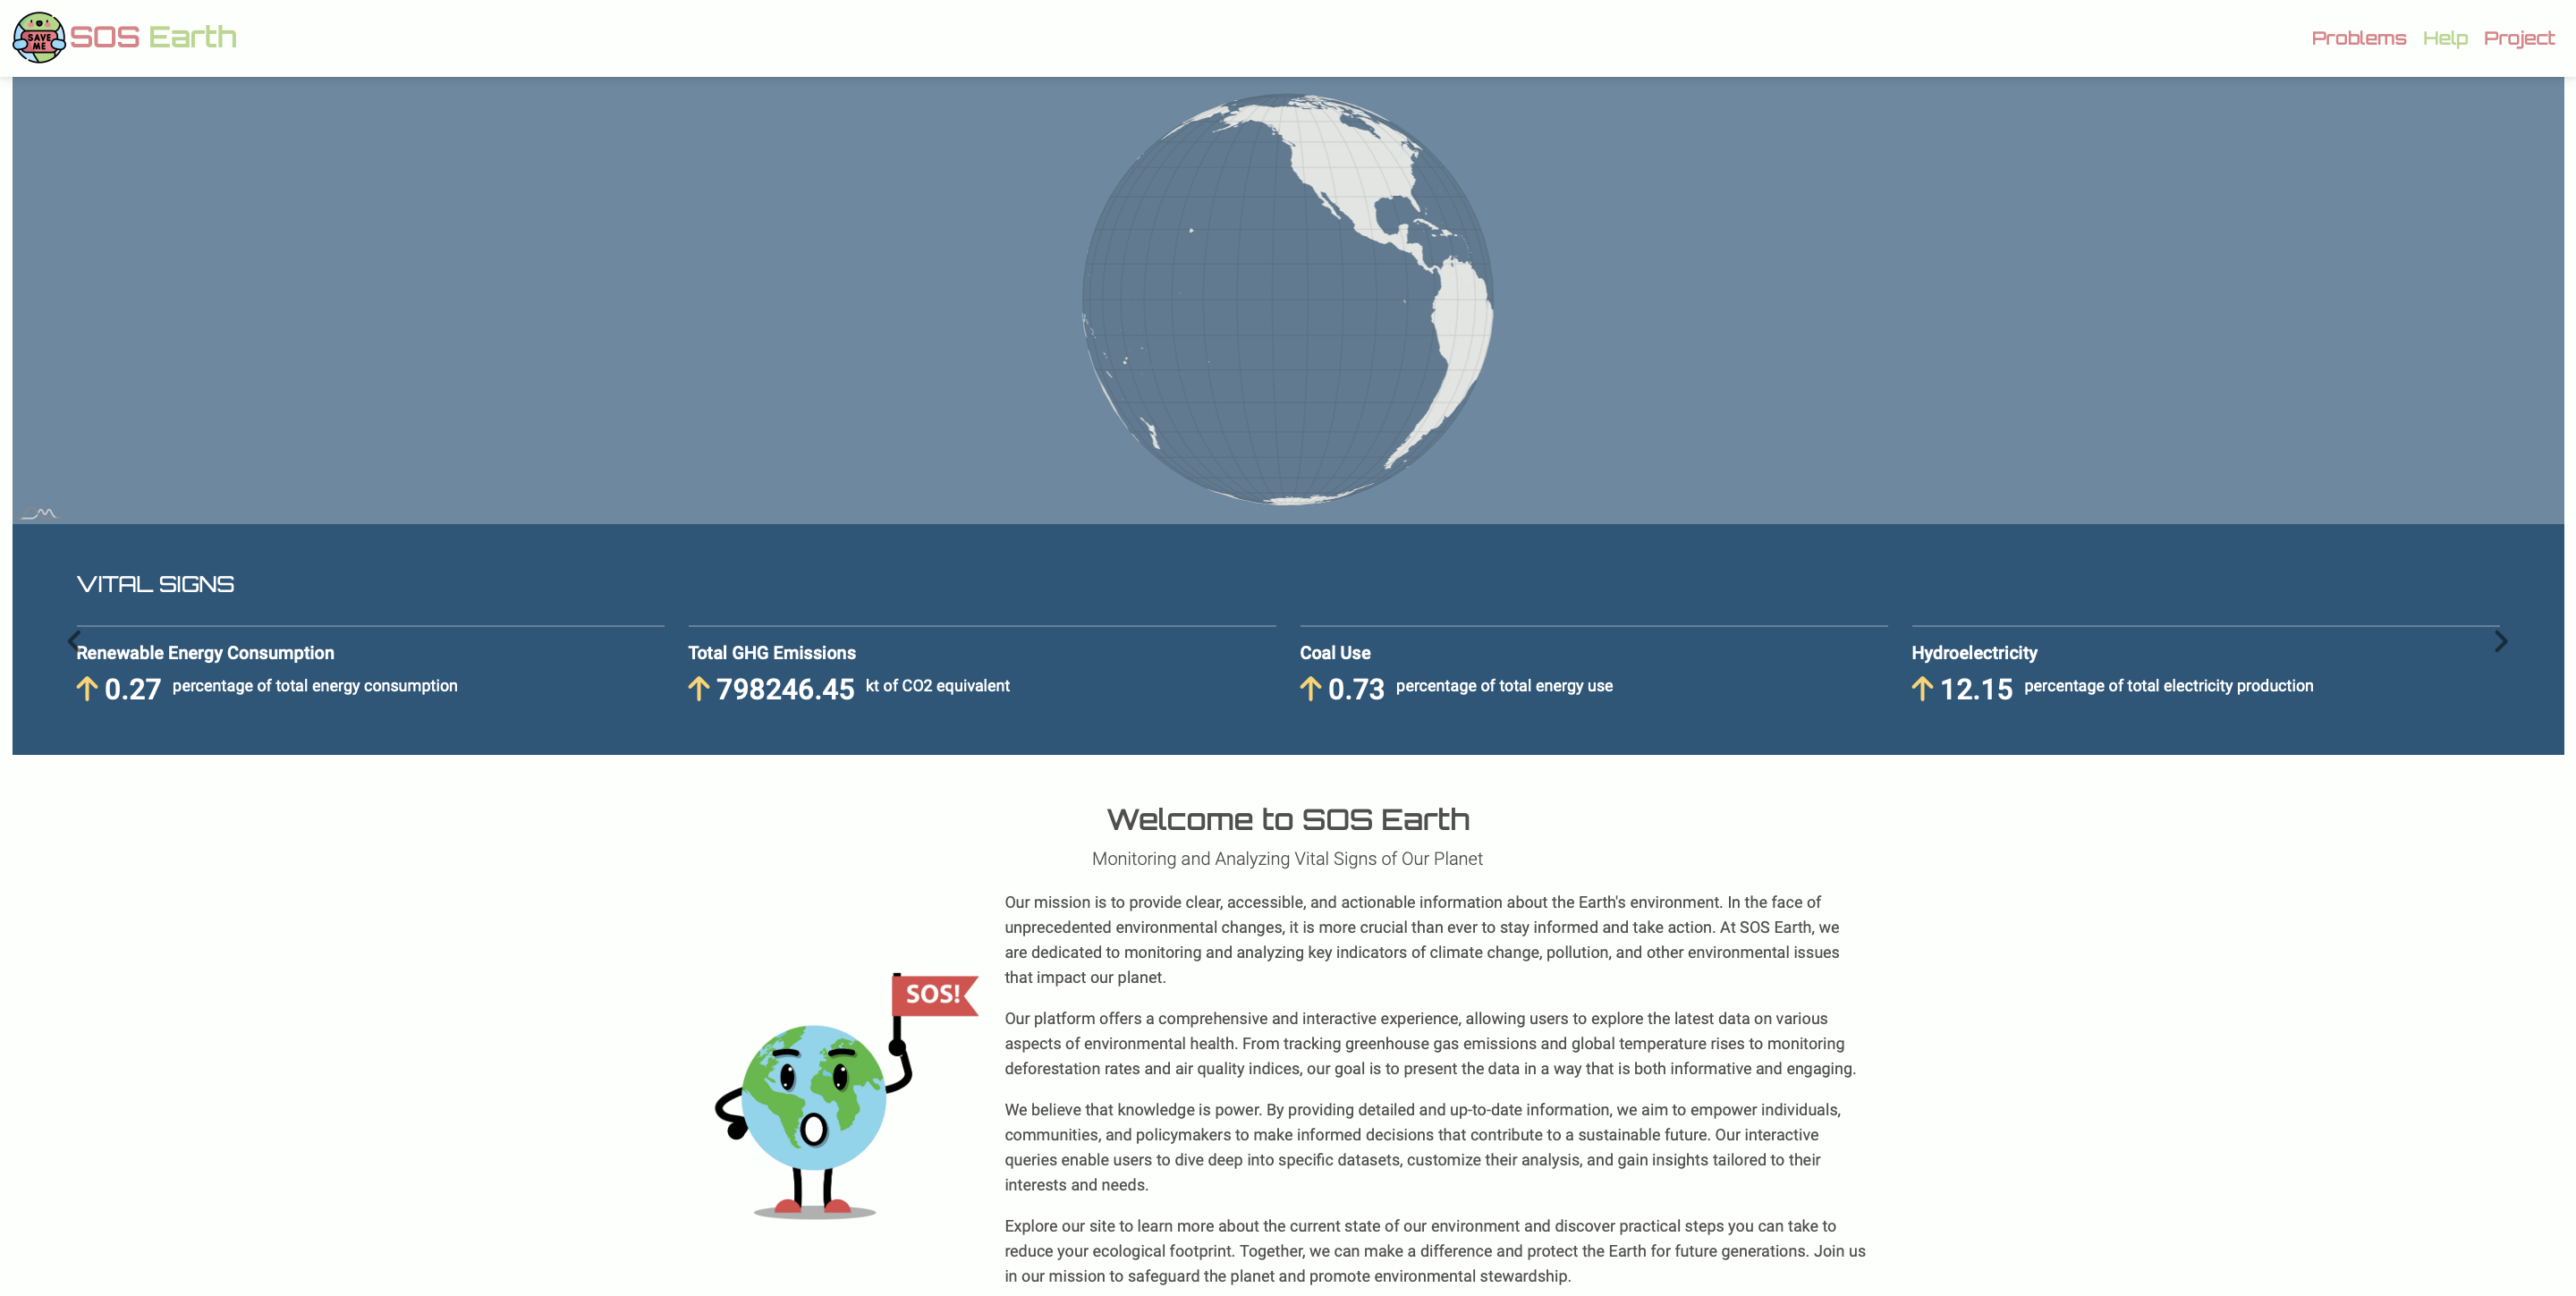 SAVE
ME
SOS Earth
Problems Help Project
VITAL SIGNS
Renewable Energy Consumption
0.27 percentage of total energy consumption
Total GHG Emissions
798246.45 kt of CO2 equivalent
Coal Use
0.73 percentage of total energy use
Hydroelectricity
12.15 percentage of total electricity production
Welcome to SOS Earth
Monitoring and Analyzing Vital Signs of Our Planet
SOS!
Our mission is to provide clear, accessible, and actionable information about the Earth's environment. In the face of
unprecedented environmental changes, it is more crucial than ever to stay informed and take action. At SOS Earth, we
are dedicated to monitoring and analyzing key indicators of climate change, pollution, and other environmental issues
that impact our planet.
Our platform offers a comprehensive and interactive experience, allowing users to explore the latest data on various
aspects of environmental health. From tracking greenhouse gas emissions and global temperature rises to monitoring
deforestation rates and air quality indices, our goal is to present the data in a way that is both informative and engaging.
We believe that knowledge is power. By providing detailed and up-to-date information, we aim to empower individuals,
communities, and policymakers to make informed decisions that contribute to a sustainable future. Our interactive
queries enable users to dive deep into specific datasets, customize their analysis, and gain insights tailored to their
interests and needs.
Explore our site to learn more about the current state of our environment and discover practical steps you can take to
reduce your ecological footprint. Together, we can make a difference and protect the Earth for future generations. Join us
in our mission to safeguard the planet and promote environmental stewardship.